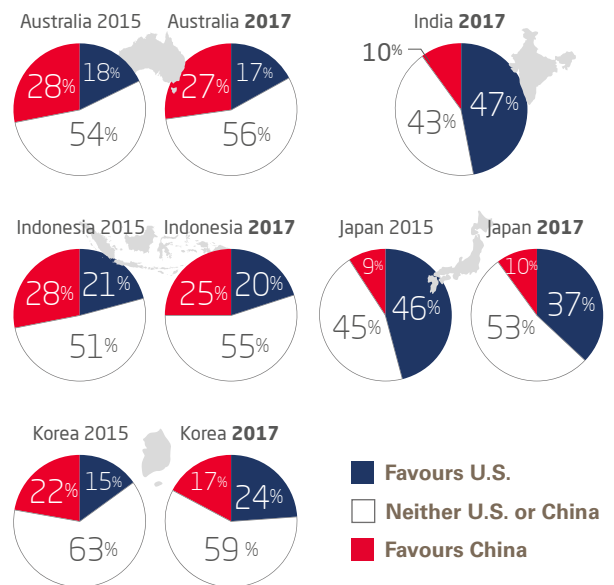 Australia 2015
Australia 2017
India 2017
28%
18%
54%
27%
17%
56%
10%
47%
43%
Indonesia 2015
Indonesia 2017
Japan 2015
Japan 2017
28%
21%
51%
25%
20%
55%
9%
46%
45%
10%
37%
53%
Korea 2015
Korea 2017
22%
15%
63%
17%
24%
59%
Favours U.S.
Neither U.S. or China
Favours China